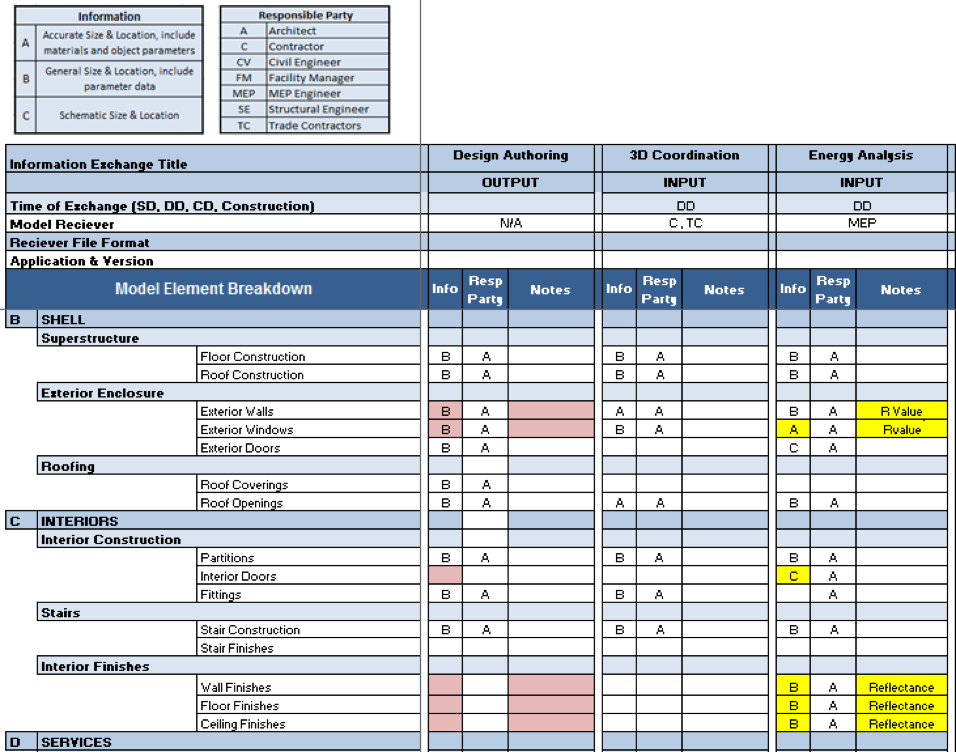 Information
A Accurate Size & Location, include materials and object parameters
B General Size & Location, include parameter data
C Schematic Size & Location
Responsible Party
A Architect
C Contractor
CV Civil Engineer
FM Facility Manager
MEP MEP Engineer
SE Structural Engineer
TC Trade Contractors
Information Exchange Title Design Authoring 3D Coordination Energy Analysis
OUTPUT INPUT INPUT
Time of Exchange (SD, DD, CD, Construction) DD DD
Model Reciever N/A C, TC MEP
Reciever File Format
Application & Version
Model Element Breakdown Info Resp Party Notes Info Resp Party Notes Info Resp Party Notes
B SHELL
Superstructure
Floor Construction B A B A B A
Roof Construction B A B A B A
Exterior Enclosure
Exterior Walls B A A A B A R Value
Exterior Windows B A B A A A Rvalue
Exterior Doors B A C A
Roofing
Roof Coverings B A
Roof Openings B A A A B A
C INTERIORS
Interior Construction
Partitions B A B A B A
Interior Doors C A
Fittings B A B A A
Stairs
Stair Construction B A B A B A
Stair Finishes
Interior Finishes
Wall Finishes B A Reflectance
Floor Finishes B A Reflectance
Ceiling Finishes B A Reflectance
D SERVICES